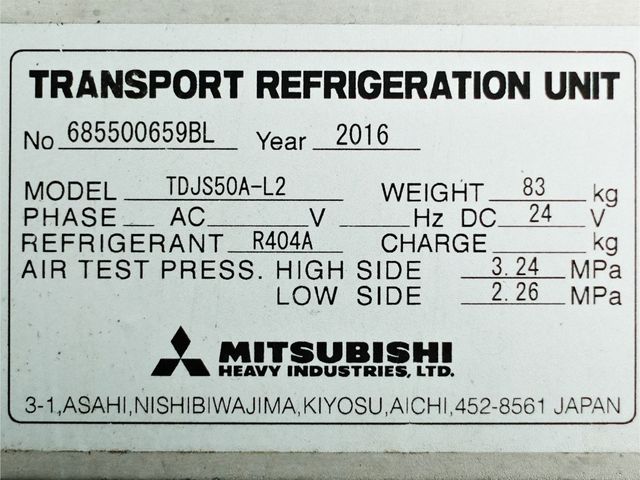 TRANSPORT REFRIGERATION UNIT
No 685500659BL Year 2016
MODEL TDJS50A-L2 WEIGHT 83 kg
PHASE AC V Hz DC 24 V
REFRIGERANT R404A CHARGE kg
AIR TEST PRESS. HIGH SIDE 3.24 MPa
LOW SIDE 2.26 MPa
MITSUBISHI
HEAVY INDUSTRIES, LTD.
3-1,ASAHI,NISHIBIWAJIMA,KIYOSU,AICHI,452-8561 JAPAN